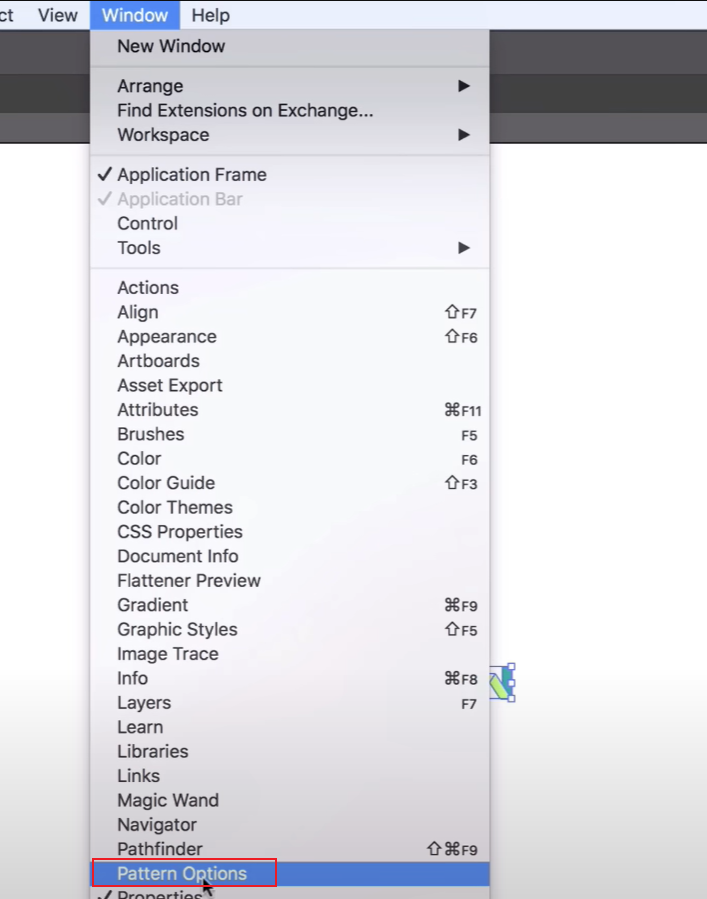 ct View Window Help
New Window
Arrange
Find Extensions on Exchange...
Workspace
Application Frame
Application Bar
Control
Tools
Actions
Align ⇧F7
Appearance ⇧F6
Artboards
Asset Export
Attributes ⌘F11
Brushes F5
Color F6
Color Guide ⇧F3
Color Themes
CSS Properties
Document Info
Flattener Preview
Gradient ⌘F9
Graphic Styles ⇧F5
Image Trace
Info ⌘F8
Layers F7
Learn
Libraries
Links
Magic Wand
Navigator
Pathfinder ⇧⌘F9
Pattern Options
Properties